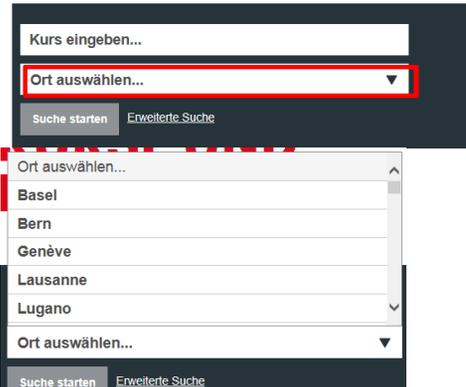 Kurs eingeben...
Ort auswählen...
Suche starten Erweiterte Suche
Ort auswählen...
Basel
Bern
Genève
Lausanne
Lugano
Ort auswählen...
Suche starten Erweiterte Suche